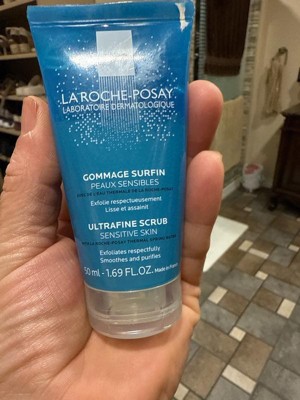 LA ROCHE-POSAY
LABORATOIRE DERMATOLOGIQUE
GOMMAGE SURFIN
PEAUX SENSIBLES
Exfolie respectueusement
Lisse et assainit
ULTRAFINE SCRUB
SENSITIVE SKIN
Exfoliates respectfully
Smoothes and purifies
50 ml - 1.69 FL.OZ. Made in France